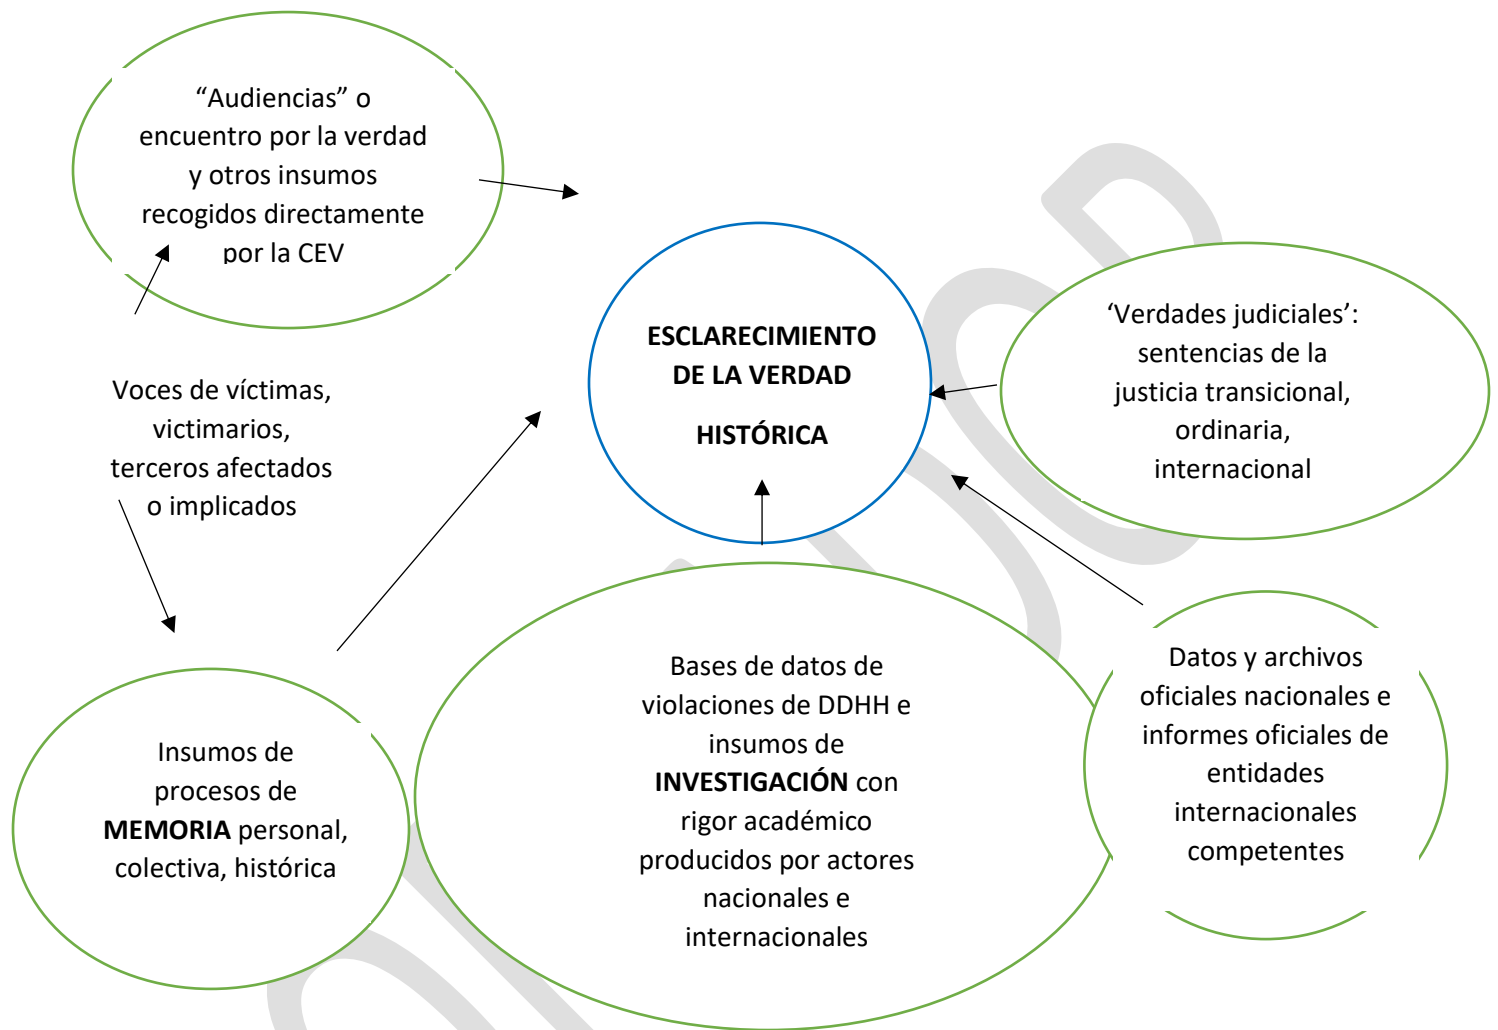 “Audiencias” o
encuentro por la verdad
y otros insumos
recogidos directamente
por la CEV
Voces de víctimas,
victimarios,
terceros afectados
o implicados
Insumos de
procesos de
MEMORIA personal,
colectiva, histórica
ESCLARECIMIENTO
DE LA VERDAD
HISTÓRICA
Bases de datos de
violaciones de DDHH e
insumos de
INVESTIGACIÓN con
rigor académico
producidos por actores
nacionales e
internacionales
‘Verdades judiciales’:
sentencias de la
justicia transicional,
ordinaria,
internacional
Datos y archivos
oficiales nacionales e
informes oficiales de
entidades
internacionales
competentes